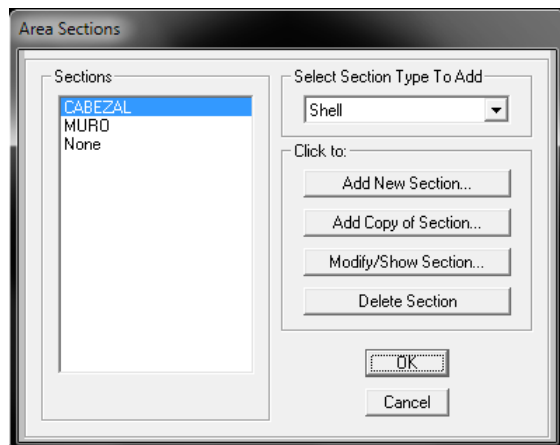 Area Sections
Sections
CABEZAL
MURO
None
Select Section Type To Add
Shell
Click to:
Add New Section...
Add Copy of Section...
Modify/Show Section...
Delete Section
OK
Cancel